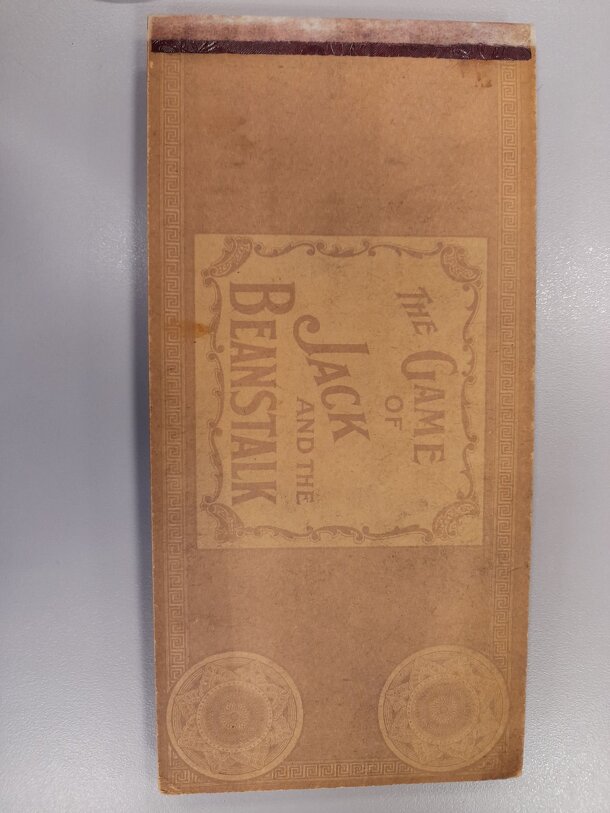 THE GAME
OF
JACK
AND THE
BEANSTALK